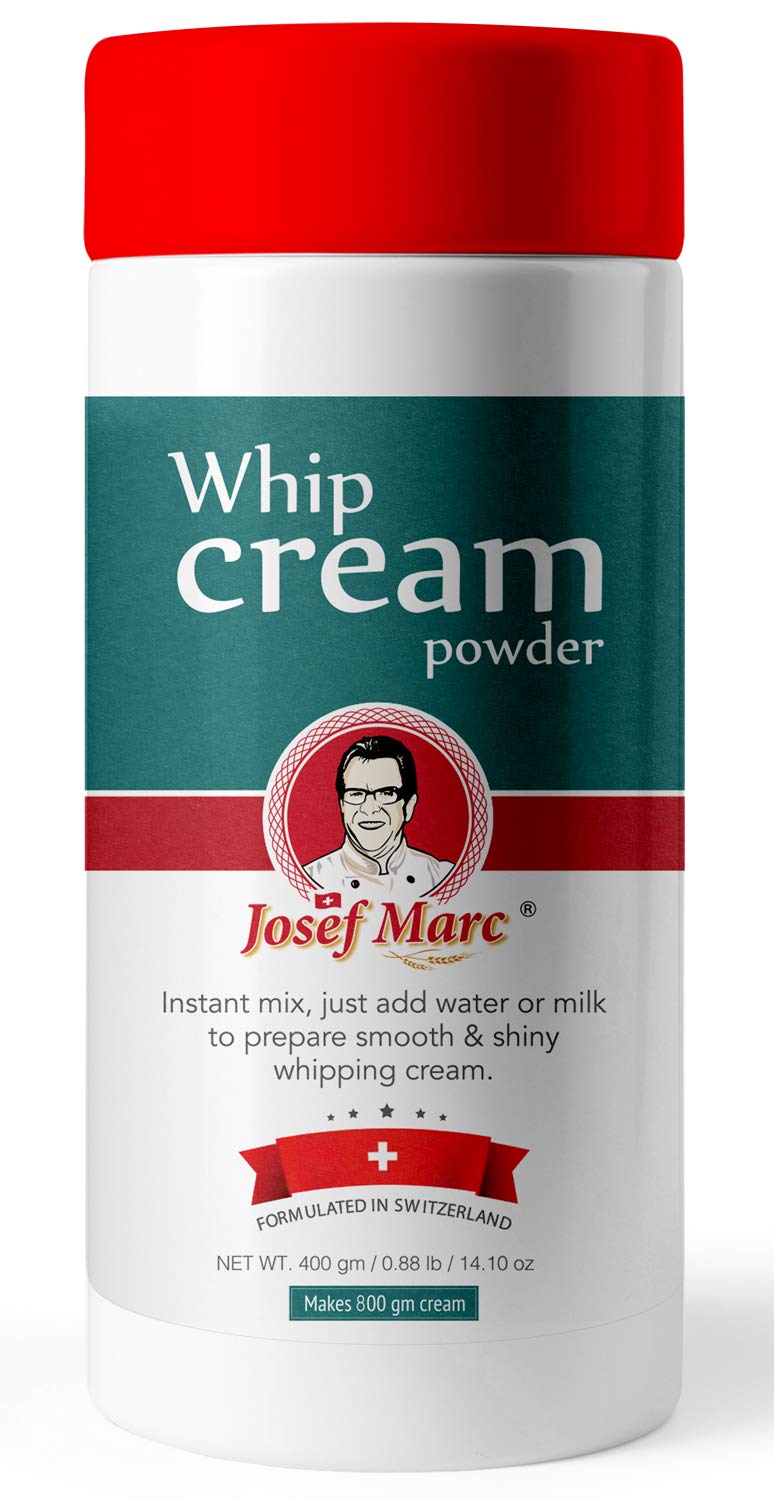 Whip
cream
powder
Josef Marc ®
Instant mix, just add water or milk
to prepare smooth & shiny
whipping cream.
FORMULATED IN SWITZERLAND
NET WT. 400 gm / 0.88 lb / 14.10 oz
Makes 800 gm cream